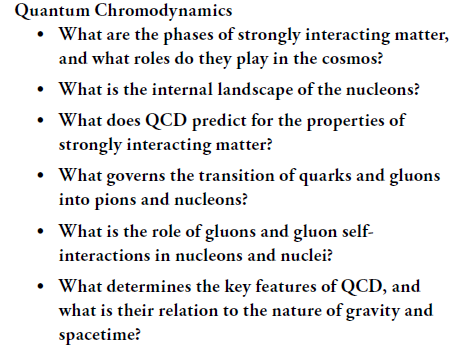 Quantum Chromodynamics
• What are the phases of strongly interacting matter,
and what roles do they play in the cosmos?
• What is the internal landscape of the nucleons?
• What does QCD predict for the properties of
strongly interacting matter?
• What governs the transition of quarks and gluons
into pions and nucleons?
• What is the role of gluons and gluon self-
interactions in nucleons and nuclei?
• What determines the key features of QCD, and
what is their relation to the nature of gravity and
spacetime?